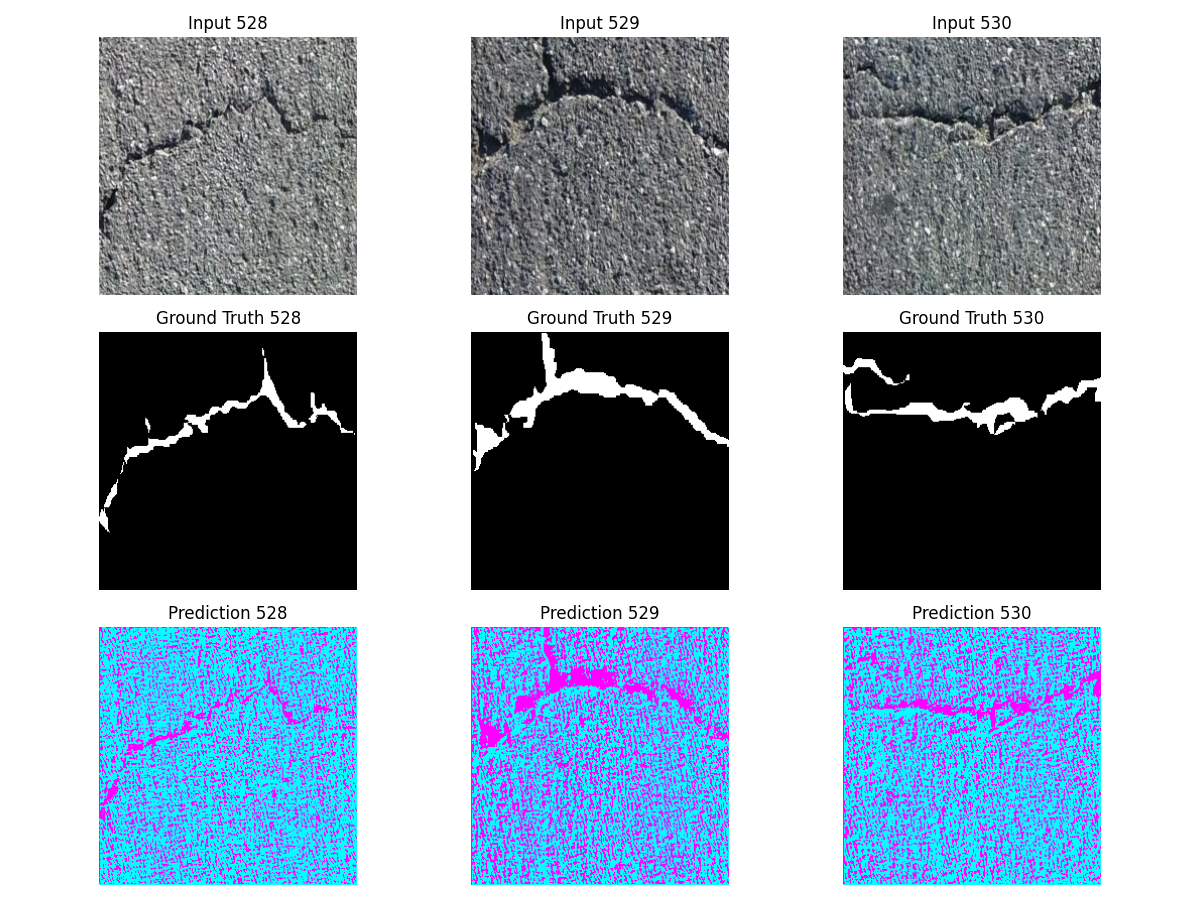 Input 528
Input 529
Input 530
Ground Truth 528
Ground Truth 529
Ground Truth 530
Prediction 528
Prediction 529
Prediction 530